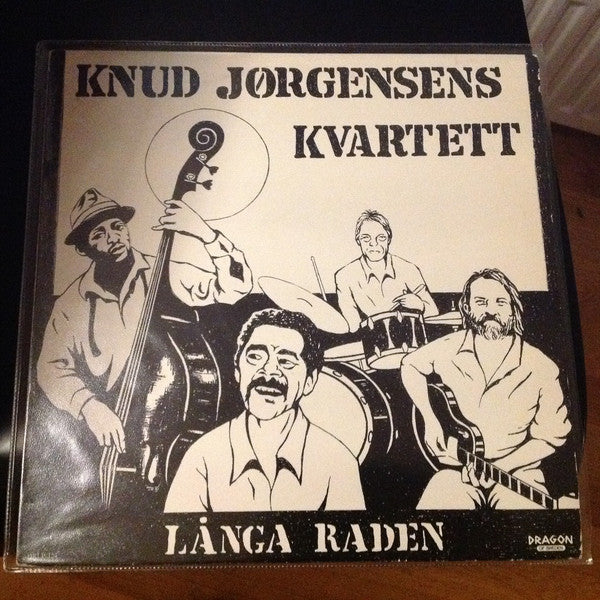 KNUD JØRGENSENS
KVARTETT
LÅNGA RADEN
DRAGON